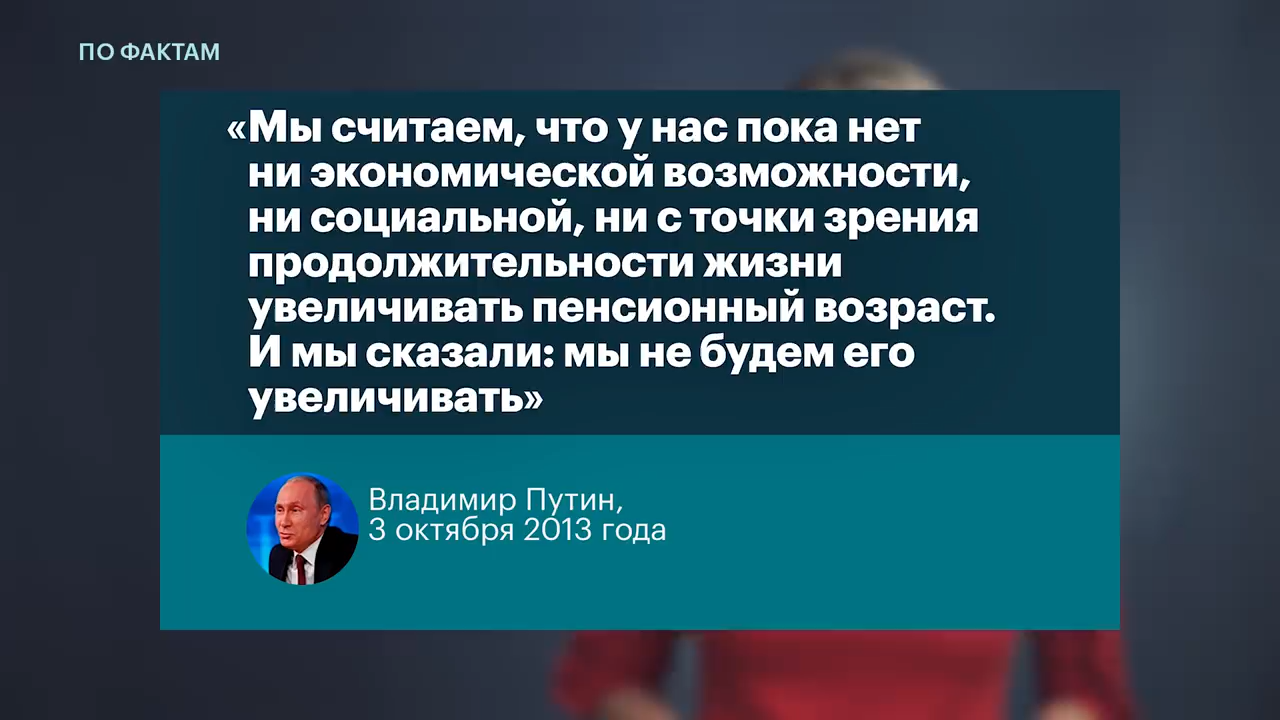 ПО ФАКТАМ
«Мы считаем, что у нас пока нет
ни экономической возможности,
ни социальной, ни с точки зрения
продолжительности жизни
увеличивать пенсионный возраст.
И мы сказали: мы не будем его
увеличивать»
Владимир Путин,
3 октября 2013 года